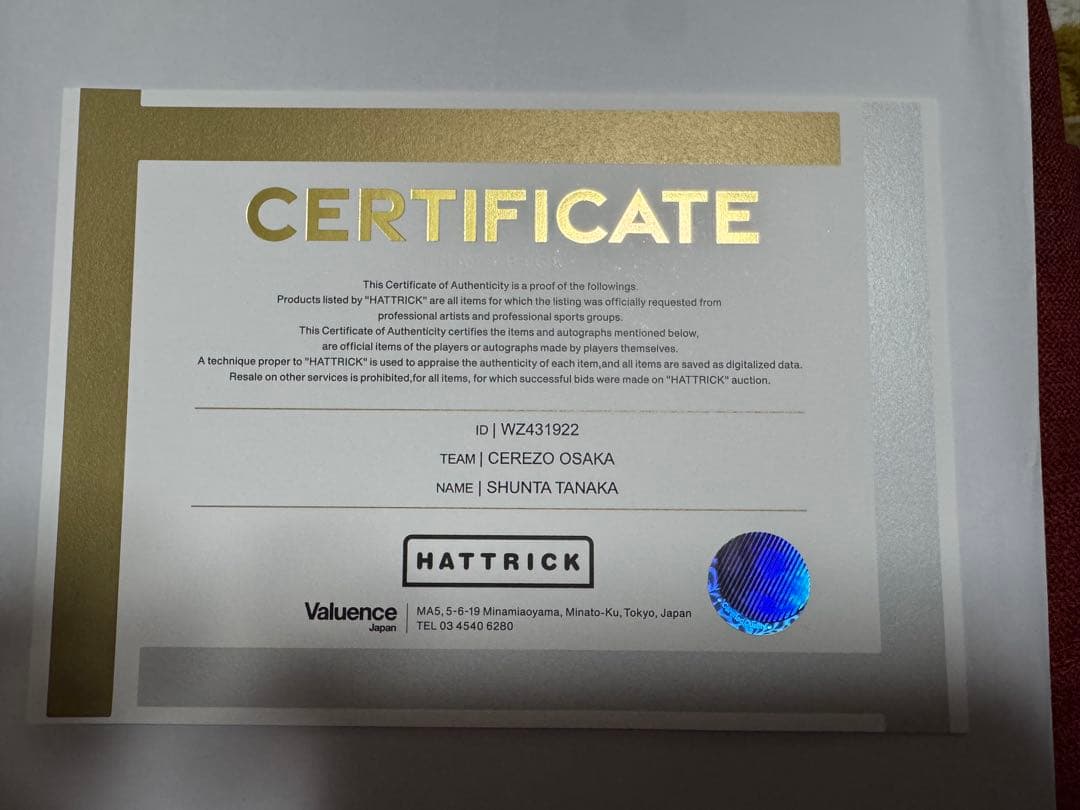 CERTIFICATE
This Certificate of Authenticity is a proof of the followings.
Products listed by "HATTRICK" are all items for which the listing was officially requested from
professional artists and professional sports groups.
This Certificate of Authenticity certifies the items and autographs mentioned below,
are official items of the players or autographs made by players themselves.
A technique proper to "HATTRICK" is used to appraise the authenticity of each item,and all items are saved as digitalized data.
Resale on other services is prohibited,for all items, for which successful bids were made on "HATTRICK" auction.
ID | WZ431922
TEAM | CEREZO OSAKA
NAME | SHUNTA TANAKA
HATTRICK
Valuence
Japan
MA5, 5-6-19 Minamiaoyama, Minato-Ku, Tokyo, Japan
TEL 03 4540 6280